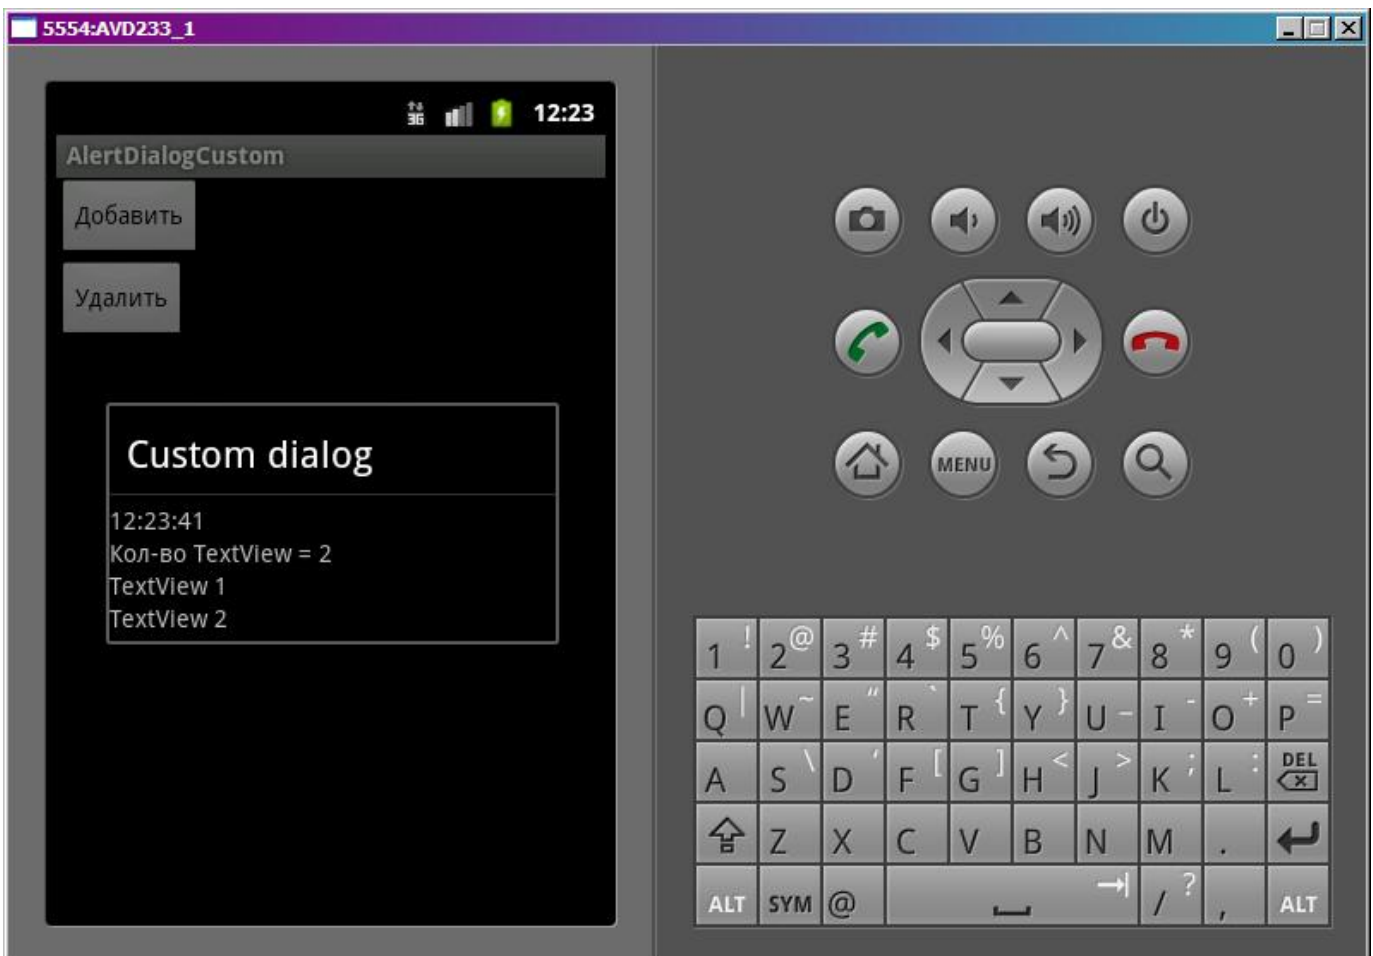 5554:AVD233_1
3G 12:23
AlertDialogCustom
Добавить
Удалить
Custom dialog
12:23:41
Кол-во TextView = 2
TextView 1
TextView 2
MENU
1 ! 2 @ 3 # 4 $ 5 % 6 ^ 7 & 8 * 9 ( 0 )
Q | W ~ E " R ` T { Y } U _ I - O + P =
A S \ D ' F [ G ] H < J > K ; L : DEL
Z X C V B N M .
ALT SYM @ / ? , ALT